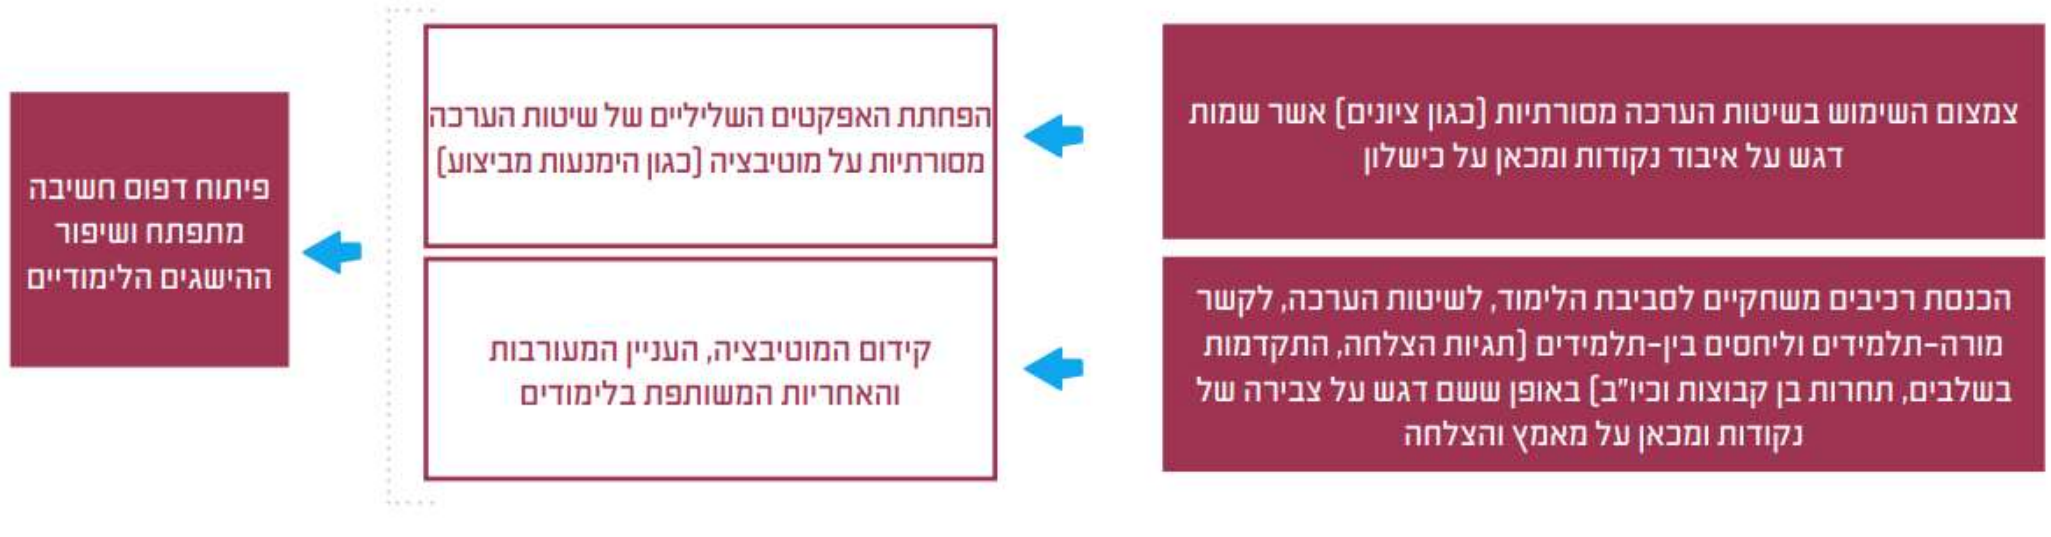 צמצום השימוש בשיטות הערכה מסורתיות (כגון ציונים) אשר שמות
דגש על איבוד נקודות ומכאן על כישלון
הפחתת האפקטים השליליים של שיטות הערכה
מסורתיות על מוטיבציה (כגון הימנעות מביצוע)
הכנסת רכיבים משחקיים לסביבת הלימוד, לשיטות הערכה, לקשר
מורה-תלמידים וליחסים בין-תלמידים (תגיות הצלחה, התקדמות
בשלבים, תחרות בן קבוצות וכיו"ב) באופן ששם דגש על צבירה של
נקודות ומכאן על מאמץ והצלחה
קידום המוטיבציה, העניין המעורבות
והאחריות המשותפת בלימודים
פיתוח דפוס חשיבה
מתפתח ושיפור
ההישגים הלימודיים